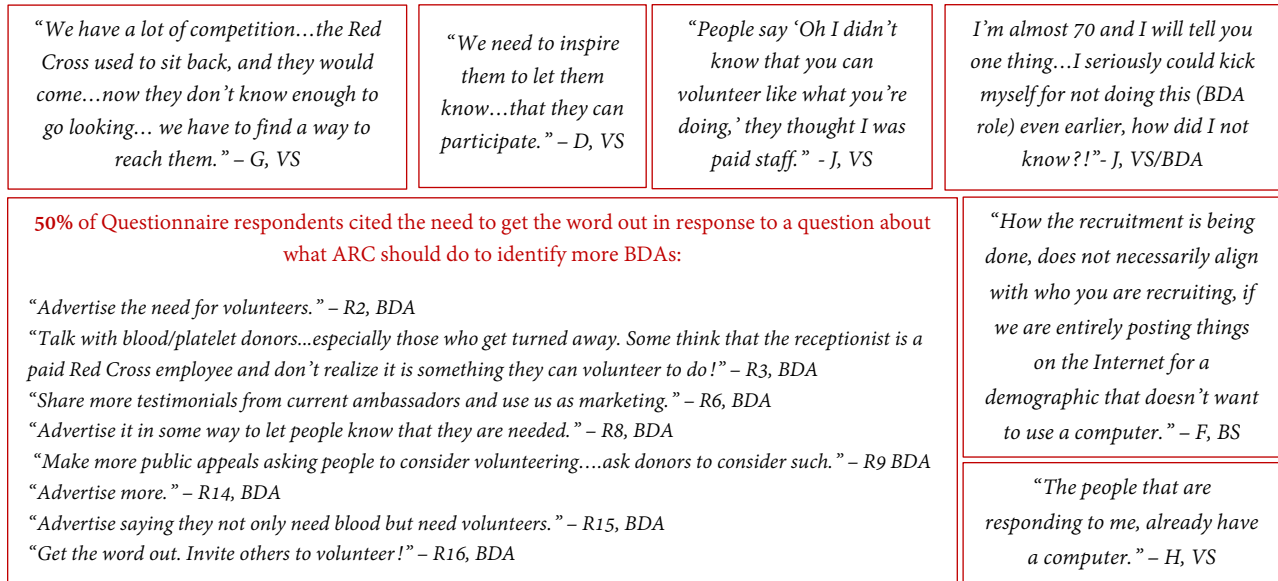 “We have a lot of competition…the Red
Cross used to sit back, and they would
come…now they don’t know enough to
go looking… we have to find a way to
reach them.” – G, VS
“We need to inspire
them to let them
know…that they can
participate.” – D, VS
“People say ‘Oh I didn’t
know that you can
volunteer like what you’re
doing,’ they thought I was
paid staff.”  - J, VS
I’m almost 70 and I will tell you
one thing…I seriously could kick
myself for not doing this (BDA
role) even earlier, how did I not
know?!”- J, VS/BDA
50% of Questionnaire respondents cited the need to get the word out in response to a question about
what ARC should do to identify more BDAs:
“Advertise the need for volunteers.” – R2, BDA
“Talk with blood/platelet donors...especially those who get turned away. Some think that the receptionist is a
paid Red Cross employee and don’t realize it is something they can volunteer to do!” – R3, BDA
“Share more testimonials from current ambassadors and use us as marketing.” – R6, BDA
“Advertise it in some way to let people know that they are needed.” – R8, BDA
“Make more public appeals asking people to consider volunteering….ask donors to consider such.” – R9 BDA
“Advertise more.” – R14, BDA
“Advertise saying they not only need blood but need volunteers.” – R15, BDA
“Get the word out. Invite others to volunteer!” – R16, BDA
“How the recruitment is being
done, does not necessarily align
with who you are recruiting, if
we are entirely posting things
on the Internet for a
demographic that doesn’t want
to use a computer.” – F, BS
“The people that are
responding to me, already have
a computer.” – H, VS